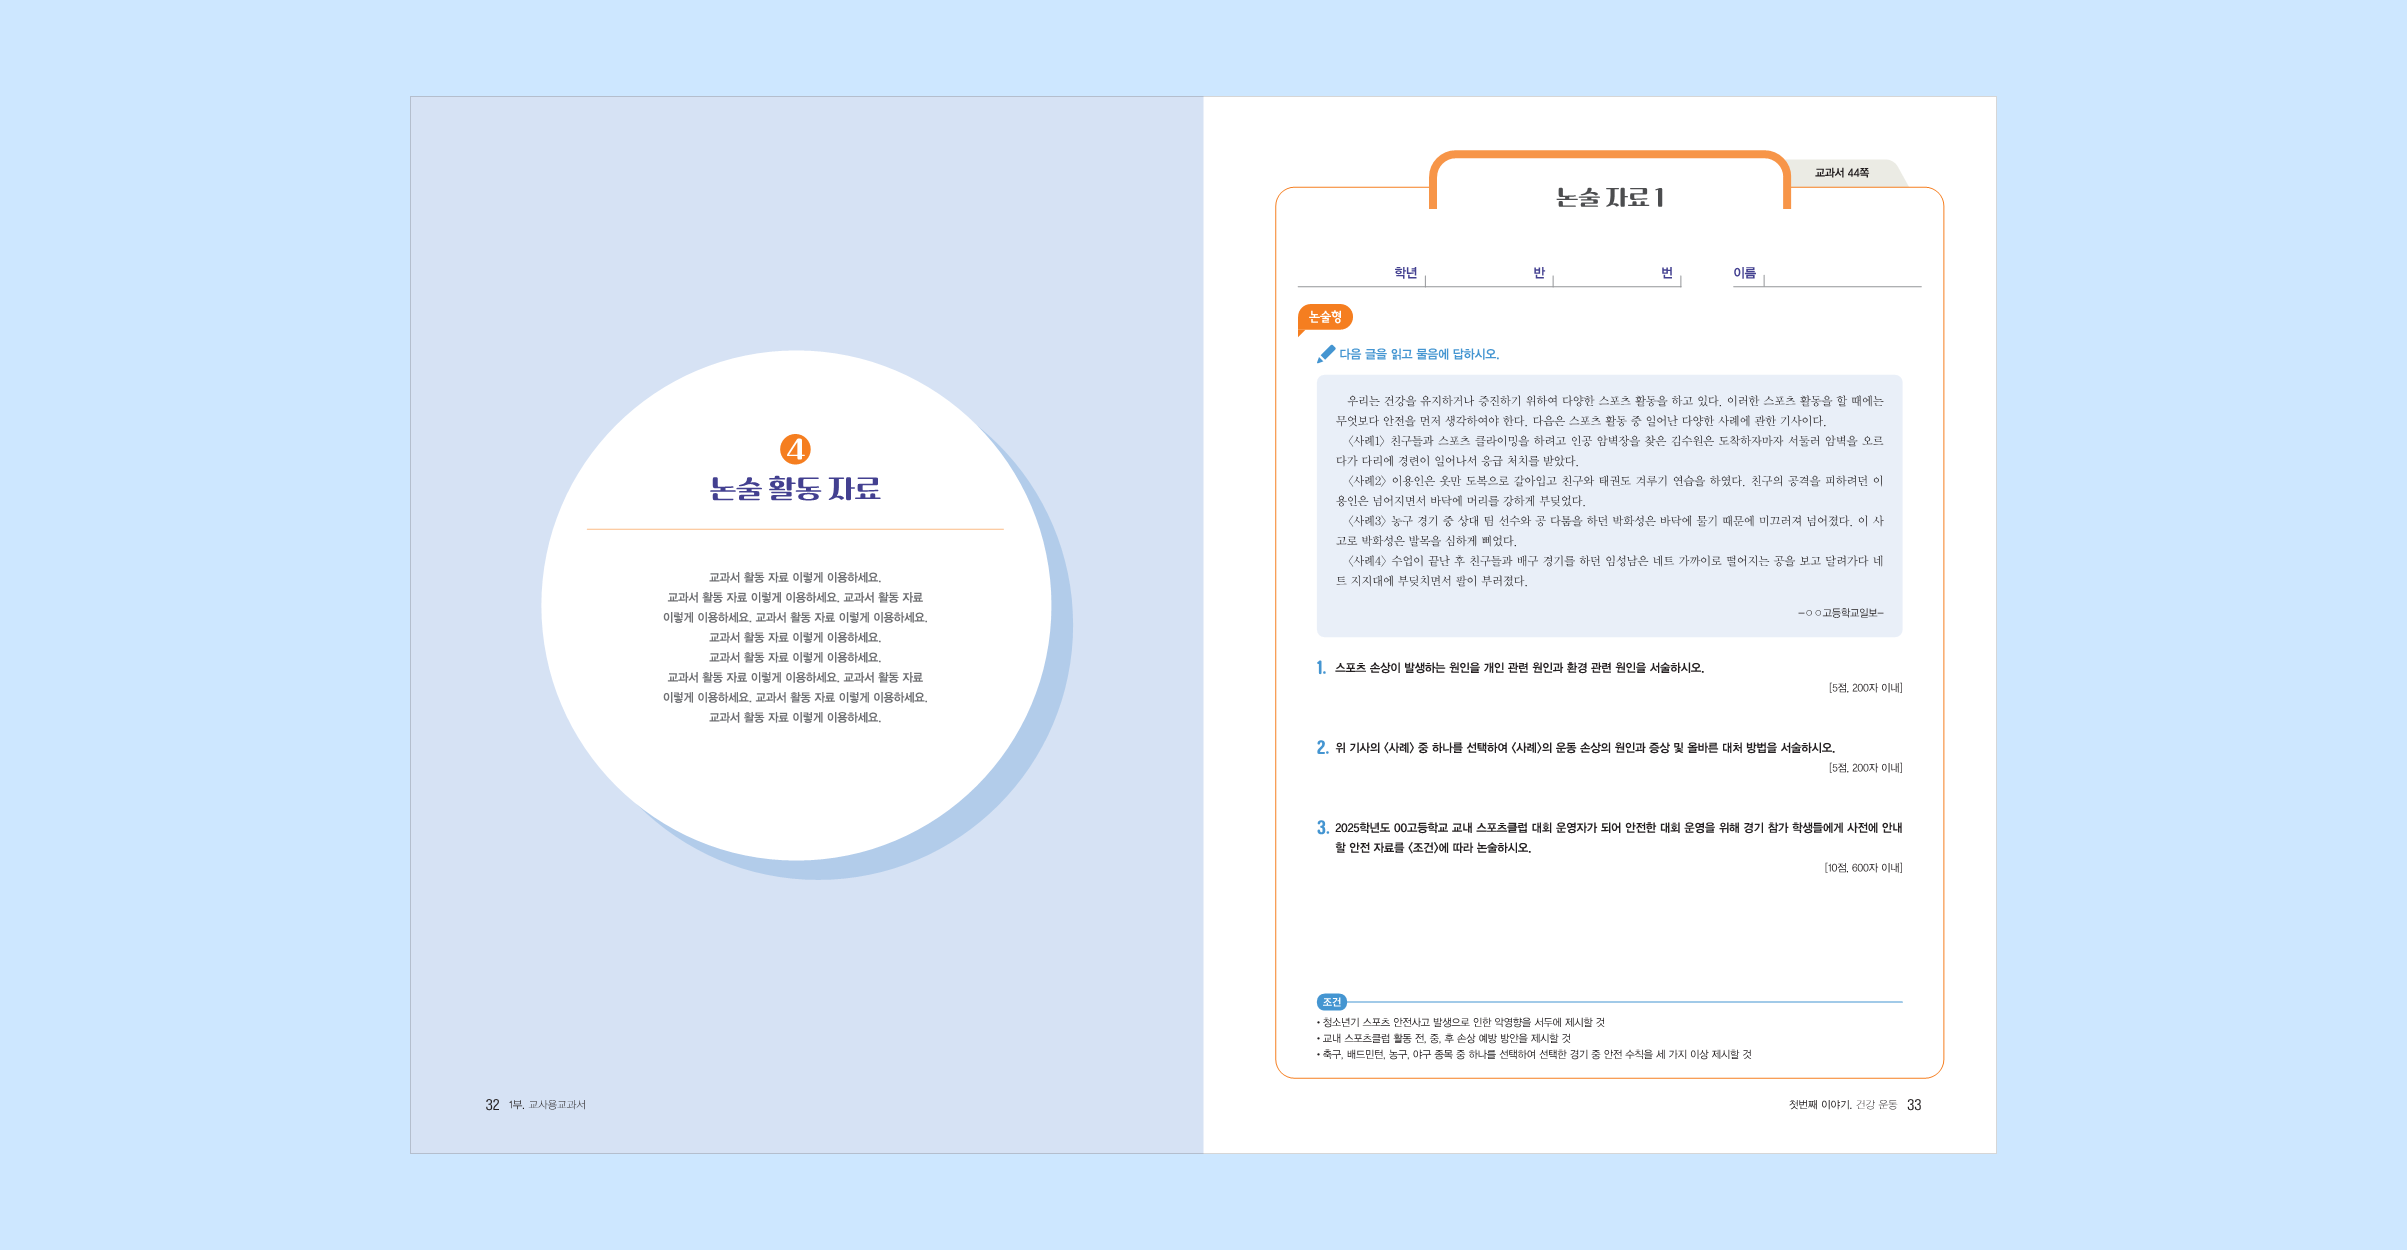 4
논술 활동 자료
교과서 활동 자료 이렇게 이용하세요.
교과서 활동 자료 이렇게 이용하세요. 교과서 활동 자료
이렇게 이용하세요. 교과서 활동 자료 이렇게 이용하세요.
교과서 활동 자료 이렇게 이용하세요.
교과서 활동 자료 이렇게 이용하세요.
교과서 활동 자료 이렇게 이용하세요. 교과서 활동 자료
이렇게 이용하세요. 교과서 활동 자료 이렇게 이용하세요.
교과서 활동 자료 이렇게 이용하세요.
32 1부. 교사용교과서
교과서 44쪽
논술 자료 1
학년 반 번 이름
논술형
다음 글을 읽고 물음에 답하시오.
우리는 건강을 유지하거나 증진하기 위하여 다양한 스포츠 활동을 하고 있다. 이러한 스포츠 활동을 할 때에는
무엇보다 안전을 먼저 생각하여야 한다. 다음은 스포츠 활동 중 일어난 다양한 사례에 관한 기사이다.
〈사례1〉 친구들과 스포츠 클라이밍을 하려고 인공 암벽장을 찾은 김수원은 도착하자마자 서둘러 암벽을 오르
다가 다리에 경련이 일어나서 응급 처치를 받았다.
〈사례2〉 이용인은 옷만 도복으로 갈아입고 친구와 태권도 겨루기 연습을 하였다. 친구의 공격을 피하려던 이
용인은 넘어지면서 바닥에 머리를 강하게 부딪었다.
〈사례3〉 농구 경기 중 상대 팀 선수와 공 다툼을 하던 박화성은 바닥에 물기 때문에 미끄러져 넘어졌다. 이 사
고로 박화성은 발목을 심하게 삐었다.
〈사례4〉 수업이 끝난 후 친구들과 배구 경기를 하던 임성남은 네트 가까이로 떨어지는 공을 보고 달려가다 네
트 지지대에 부딪치면서 팔이 부러졌다.
–○○고등학교일보–
1. 스포츠 손상이 발생하는 원인을 개인 관련 원인과 환경 관련 원인을 서술하시오.
[5점, 200자 이내]
2. 위 기사의 〈사례〉 중 하나를 선택하여 〈사례〉의 운동 손상의 원인과 증상 및 올바른 대처 방법을 서술하시오.
[5점, 200자 이내]
3. 2025학년도 00고등학교 교내 스포츠클럽 대회 운영자가 되어 안전한 대회 운영을 위해 경기 참가 학생들에게 사전에 안내
할 안전 자료를 〈조건〉에 따라 논술하시오.
[10점, 600자 이내]
조건
• 청소년기 스포츠 안전사고 발생으로 인한 악영향을 서두에 제시할 것
• 교내 스포츠클럽 활동 전, 중, 후 손상 예방 방안을 제시할 것
• 축구, 배드민턴, 농구, 야구 종목 중 하나를 선택하여 선택한 경기 중 안전 수칙을 세 가지 이상 제시할 것
첫번째 이야기. 건강 운동 33